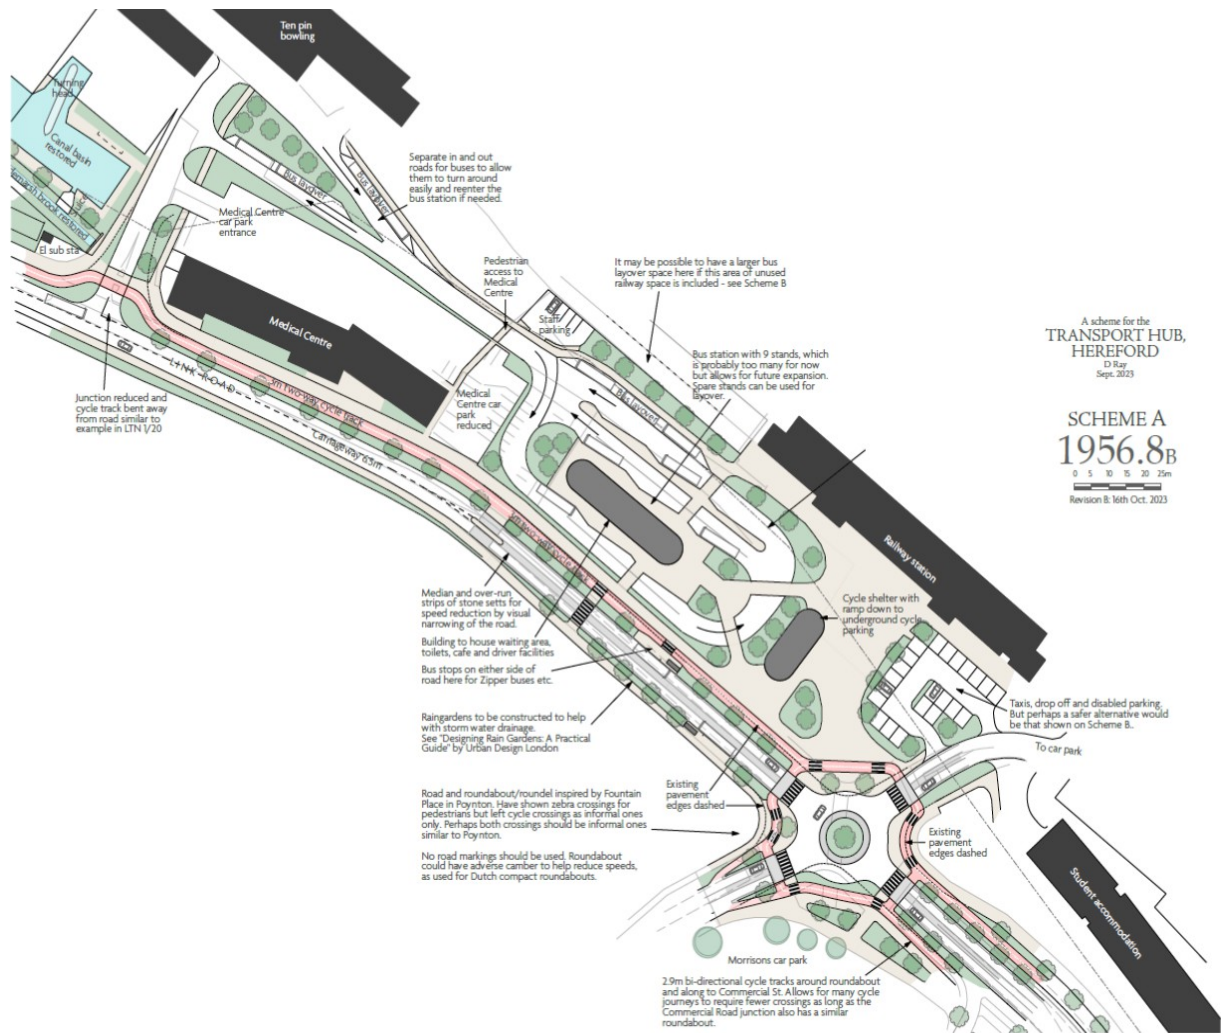 Ten pin
bowling
Turning
head
Canal basin
restored
brook restored
El sub sta
Medical Centre
car park
entrance
Bus layover
Bus layover
Separate in and out
roads for buses to allow
them to turn around
easily and reenter the
bus station if needed.
Pedestrian
access to
Medical
Centre
It may be possible to have a larger bus
layover space here if this area of unused
railway space is included - see Scheme B
Staff
parking
Medical Centre
LINK ROAD
3m two-way cycle track
Carriageway 6.5m
Junction reduced and
cycle track bent away
from road similar to
example in LTN 1/20
Medical
Centre car
park
reduced
Bus layover
Bus station with 9 stands, which
is probably too many for now
but allows for future expansion.
Spare stands can be used for
layover.
A scheme for the
TRANSPORT HUB,
HEREFORD
D Ray
Sept. 2023
SCHEME A
1956.8B
0 5 10 15 20 25m
Revision B: 16th Oct. 2023
3m two-way cycle track
Railway station
Median and over-run
strips of stone setts for
speed reduction by visual
narrowing of the road.
Building to house waiting area,
toilets, cafe and driver facilities
Bus stops on either side of
road here for Zipper buses etc.
Cycle shelter with
ramp down to
underground cycle
parking
Raingardens to be constructed to help
with storm water drainage.
See "Designing Rain Gardens: A Practical
Guide" by Urban Design London
Taxis, drop off and disabled parking.
But perhaps a safer alternative would
be that shown on Scheme B.
To car park
Road and roundabout/roundel inspired by Fountain
Place in Poynton. Have shown zebra crossings for
pedestrians but left cycle crossings as informal ones
only. Perhaps both crossings should be informal ones
similar to Poynton.
No road markings should be used. Roundabout
could have adverse camber to help reduce speeds,
as used for Dutch compact roundabouts.
Existing
pavement
edges dashed
Existing
pavement
edges dashed
Student accommodation
Morrisons car park
2.9m bi-directional cycle tracks around roundabout
and along to Commercial St. Allows for many cycle
journeys to require fewer crossings as long as the
Commercial Road junction also has a similar
roundabout.